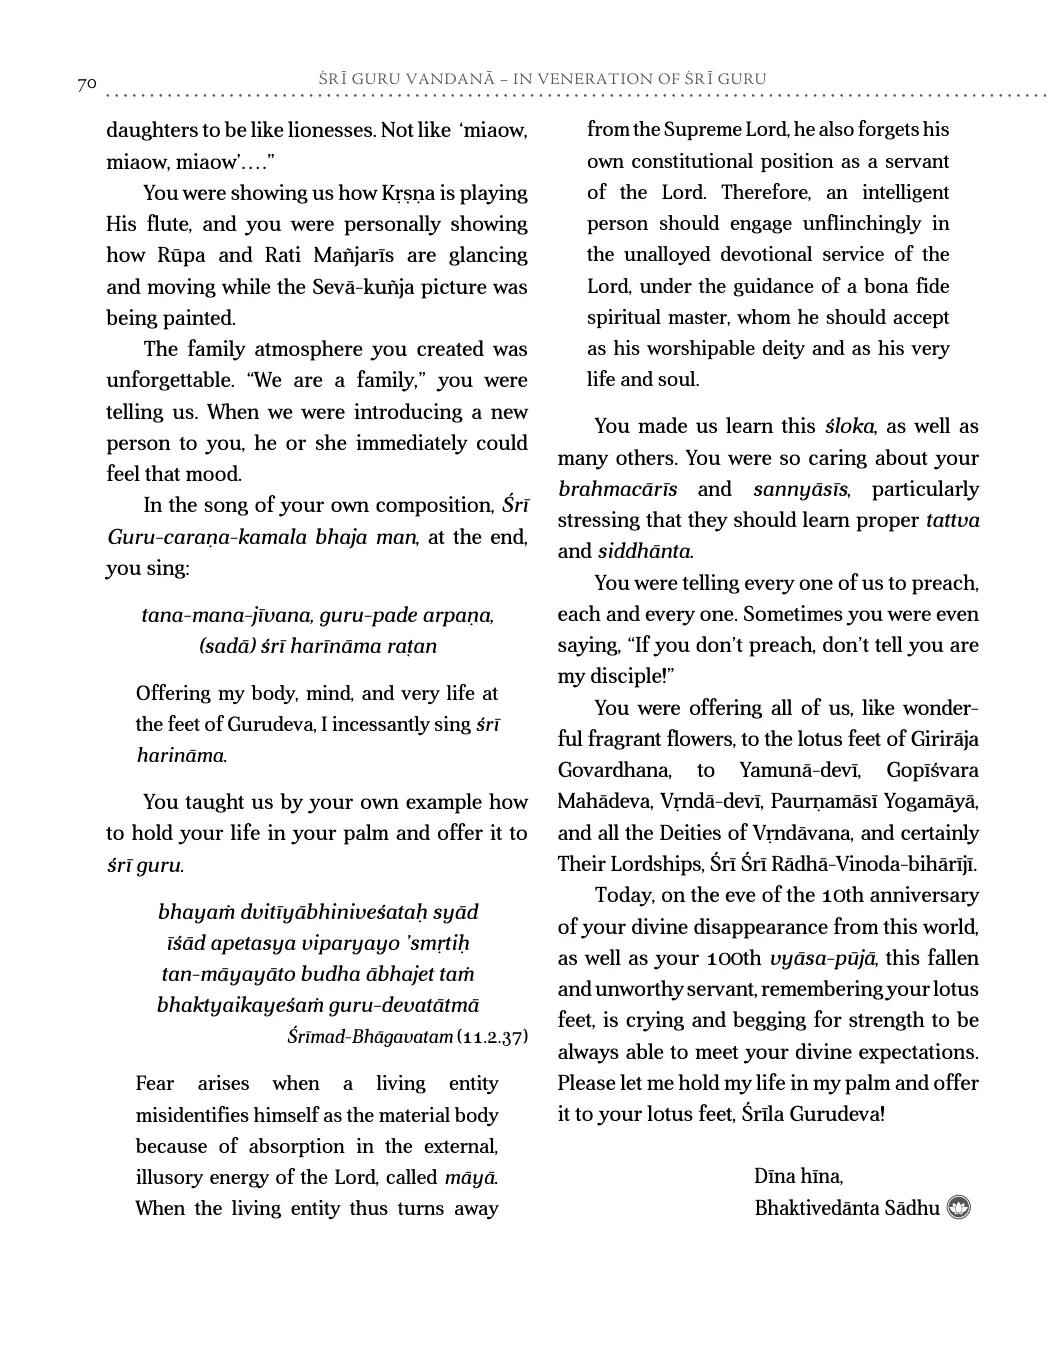 70
ŚRĪ GURU VANDANĀ – IN VENERATION OF ŚRĪ GURU
daughters to be like lionesses. Not like ‘miaow,
miaow, miaow’….”
You were showing us how Kṛṣṇa is playing
His flute, and you were personally showing
how Rūpa and Rati Mañjarīs are glancing
and moving while the Sevā-kuñja picture was
being painted.
The family atmosphere you created was
unforgettable. “We are a family,” you were
telling us. When we were introducing a new
person to you, he or she immediately could
feel that mood.
In the song of your own composition, Śrī
Guru-caraṇa-kamala bhaja man, at the end,
you sing:
tana-mana-jīvana, guru-pade arpaṇa,
(sadā) śrī harīnāma raṭan
Offering my body, mind, and very life at
the feet of Gurudeva, I incessantly sing śrī
harināma.
You taught us by your own example how
to hold your life in your palm and offer it to
śrī guru.
bhayaṁ dvitīyābhiniveśataḥ syād
īśād apetasya viparyayo ’smṛtiḥ
tan-māyayāto budha ābhajet taṁ
bhaktyaikayeśaṁ guru-devatātmā
Śrīmad-Bhāgavatam (11.2.37)
Fear arises when a living entity
misidentifies himself as the material body
because of absorption in the external,
illusory energy of the Lord, called māyā.
When the living entity thus turns away
from the Supreme Lord, he also forgets his
own constitutional position as a servant
of the Lord. Therefore, an intelligent
person should engage unflinchingly in
the unalloyed devotional service of the
Lord, under the guidance of a bona fide
spiritual master, whom he should accept
as his worshipable deity and as his very
life and soul.
You made us learn this śloka, as well as
many others. You were so caring about your
brahmacārīs and sannyāsīs, particularly
stressing that they should learn proper tattva
and siddhānta.
You were telling every one of us to preach,
each and every one. Sometimes you were even
saying, “If you don’t preach, don’t tell you are
my disciple!”
You were offering all of us, like wonder-
ful fragrant flowers, to the lotus feet of Girirāja
Govardhana, to Yamunā-devī, Gopīśvara
Mahādeva, Vṛndā-devī, Paurṇamāsī Yogamāyā,
and all the Deities of Vṛndāvana, and certainly
Their Lordships, Śrī Śrī Rādhā-Vinoda-bihārījī.
Today, on the eve of the 10th anniversary
of your divine disappearance from this world,
as well as your 100th vyāsa-pūjā, this fallen
and unworthy servant, remembering your lotus
feet, is crying and begging for strength to be
always able to meet your divine expectations.
Please let me hold my life in my palm and offer
it to your lotus feet, Śrīla Gurudeva!
Dīna hīna,
Bhaktivedānta Sādhu